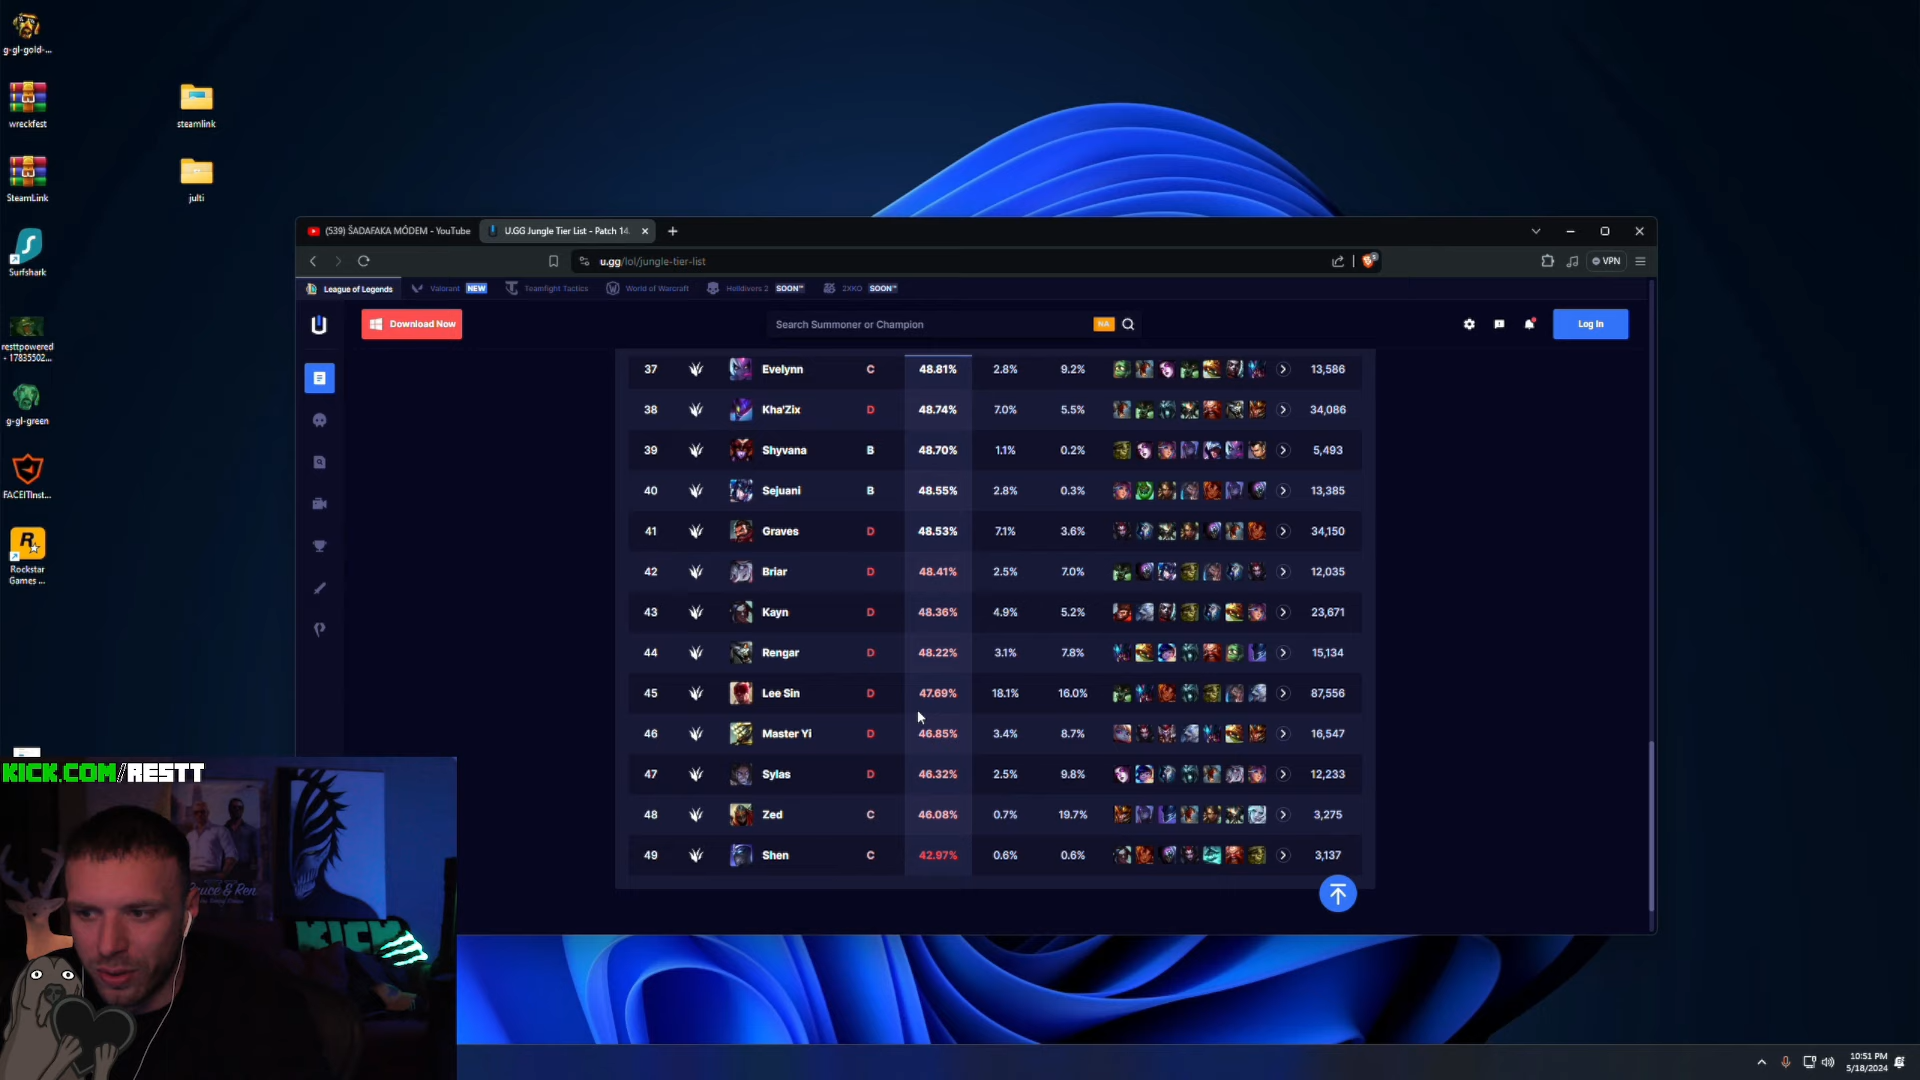 g-gl-gold-...
wreckfest
steamlink
SteamLink
julti
Surfshark
resttpowered
- 17835502...
g-gl-green
FACEITInst...
R
Rockstar
Games ...
(539) ŠADAFAKA MÓDEM - YouTube
U.GG Jungle Tier List - Patch 14.
u.gg/lol/jungle-tier-list
VPN
League of Legends
Valorant NEW
Teamfight Tactics
World of Warcraft
Helldivers 2 SOON™
2XKO SOON™
Download Now
Search Summoner or Champion
NA
Log In
37 Evelynn C 48.81% 2.8% 9.2% 13,586
38 Kha'Zix D 48.74% 7.0% 5.5% 34,086
39 Shyvana B 48.70% 1.1% 0.2% 5,493
40 Sejuani B 48.55% 2.8% 0.3% 13,385
41 Graves D 48.53% 7.1% 3.6% 34,150
42 Briar D 48.41% 2.5% 7.0% 12,035
43 Kayn D 48.36% 4.9% 5.2% 23,671
44 Rengar D 48.22% 3.1% 7.8% 15,134
45 Lee Sin D 47.69% 18.1% 16.0% 87,556
46 Master Yi D 46.85% 3.4% 8.7% 16,547
47 Sylas D 46.32% 2.5% 9.8% 12,233
48 Zed C 46.08% 0.7% 19.7% 3,275
49 Shen C 42.97% 0.6% 0.6% 3,137
KICK.COM/RESTT
Bruce & Ren
KICK
10:51 PM
5/18/2024